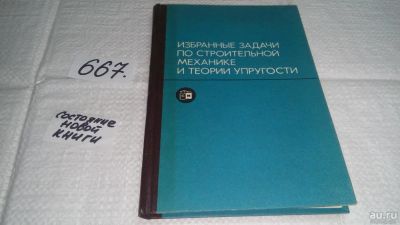 667.
состояние
новой
книги
ИЗБРАННЫЕ ЗАДАЧИ
ПО СТРОИТЕЛЬНОЙ
МЕХАНИКЕ
И ТЕОРИИ УПРУГОСТИ
au.ru